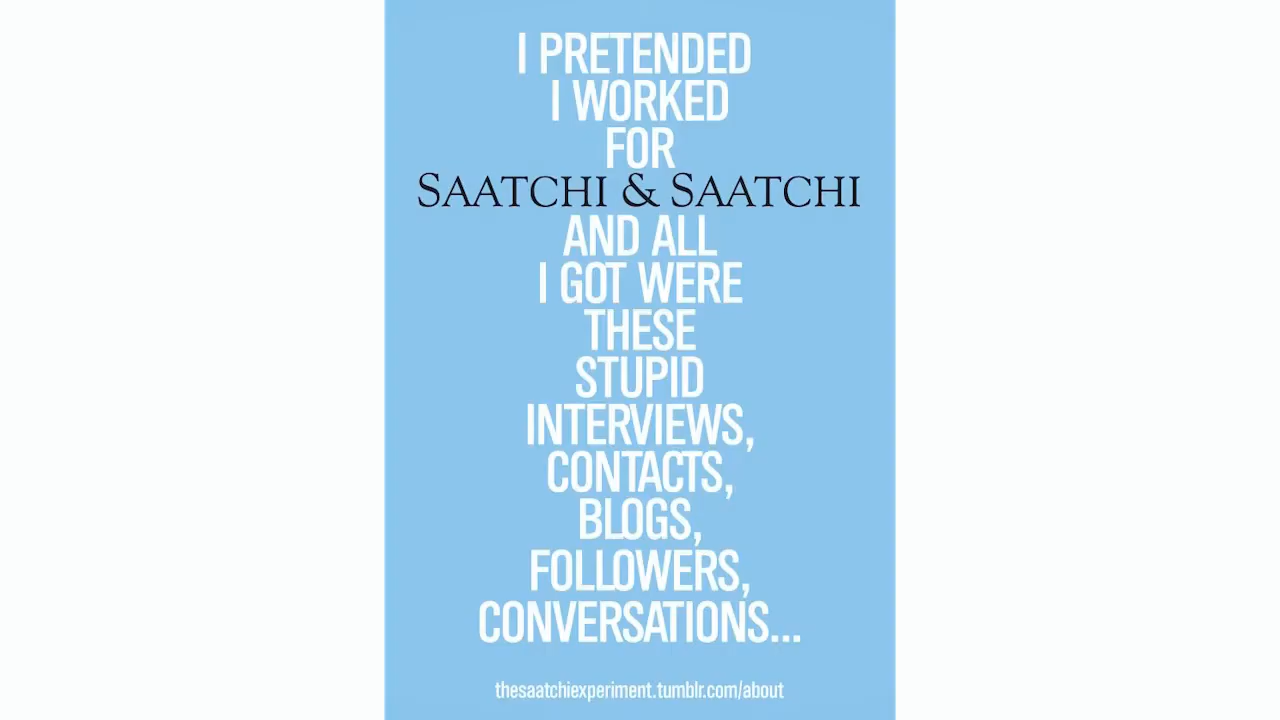 I PRETENDED
I WORKED
FOR
SAATCHI & SAATCHI
AND ALL
I GOT WERE
THESE
STUPID
INTERVIEWS,
CONTACTS,
BLOGS,
FOLLOWERS,
CONVERSATIONS...
thesaatchiexperiment.tumblr.com/about